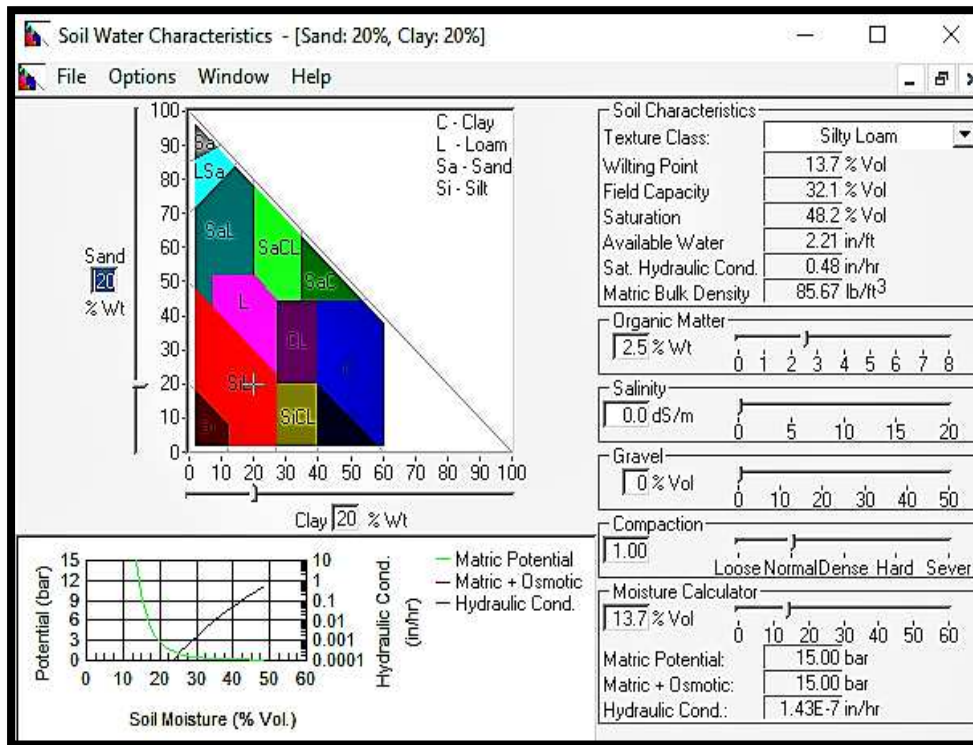 Soil Water Characteristics - [Sand: 20%, Clay: 20%]
File Options Window Help
C - Clay
L - Loam
Sa - Sand
Si - Silt
100
90
80
70
60
50
40
30
20
10
0
Sand
20
% Wt
Sa
LSa
SaL
SaCL
SaC
L
CL
SiL
SiCL
0 10 20 30 40 50 60 70 80 90 100
Clay 20 % Wt
Soil Characteristics
Texture Class: Silty Loam
Wilting Point 13.7 % Vol
Field Capacity 32.1 % Vol
Saturation 48.2 % Vol
Available Water 2.21 in/ft
Sat. Hydraulic Cond. 0.48 in/hr
Matric Bulk Density 85.67 lb/ft3
Organic Matter
2.5 % Wt
0 1 2 3 4 5 6 7 8
Salinity
0.0 dS/m
0 5 10 15 20
Gravel
0 % Vol
0 10 20 30 40 50
Compaction
1.00
Loose Normal Dense Hard Sever
Moisture Calculator
13.7 % Vol
0 10 20 30 40 50 60
Matric Potential: 15.00 bar
Matric + Osmotic: 15.00 bar
Hydraulic Cond.: 1.43E-7 in/hr
Potential (bar)
15
12
9
6
3
0
0 10 20 30 40 50 60
Soil Moisture (% Vol.)
10
1
0.1
0.01
0.001
0.0001
Hydraulic Cond.
(in/hr)
Matric Potential
Matric + Osmotic
Hydraulic Cond.